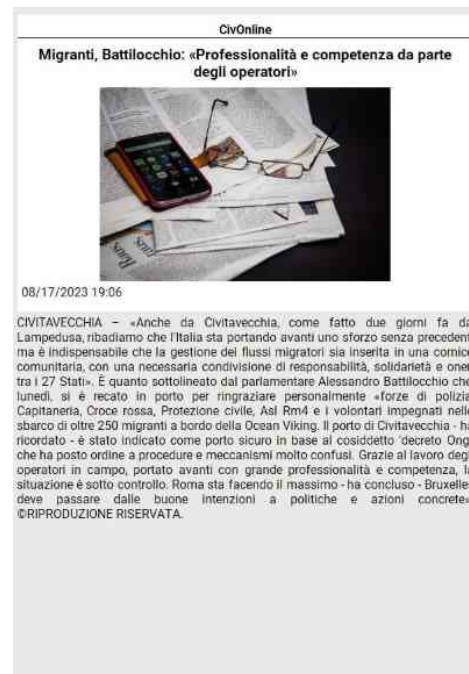 CivOnline
Migranti, Battilocchio: «Professionalità e competenza da parte
degli operatori»
08/17/2023 19:06
CIVITAVECCHIA – «Anche da Civitavecchia, come fatto due giorni fa da
Lampedusa, ribadiamo che l'Italia sta portando avanti uno sforzo senza precedent
ma è indispensabile che la gestione dei flussi migratori sia inserita in una cornice
comunitaria, con una necessaria condivisione di responsabilità, solidarietà e oner
tra i 27 Stati». È quanto sottolineato dal parlamentare Alessandro Battilocchio che
lunedì, si è recato in porto per ringraziare personalmente «forze di polizia
Capitaneria, Croce rossa, Protezione civile, Asl Rm4 e i volontari impegnati nello
sbarco di oltre 250 migranti a bordo della Ocean Viking. Il porto di Civitavecchia - ha
ricordato - è stato indicato come porto sicuro in base al cosiddetto 'decreto Ong
che ha posto ordine a procedure e meccanismi molto confusi. Grazie al lavoro degl
operatori in campo, portato avanti con grande professionalità e competenza, la
situazione è sotto controllo. Roma sta facendo il massimo - ha concluso - Bruxelles
deve passare dalle buone intenzioni a politiche e azioni concrete»
©RIPRODUZIONE RISERVATA.